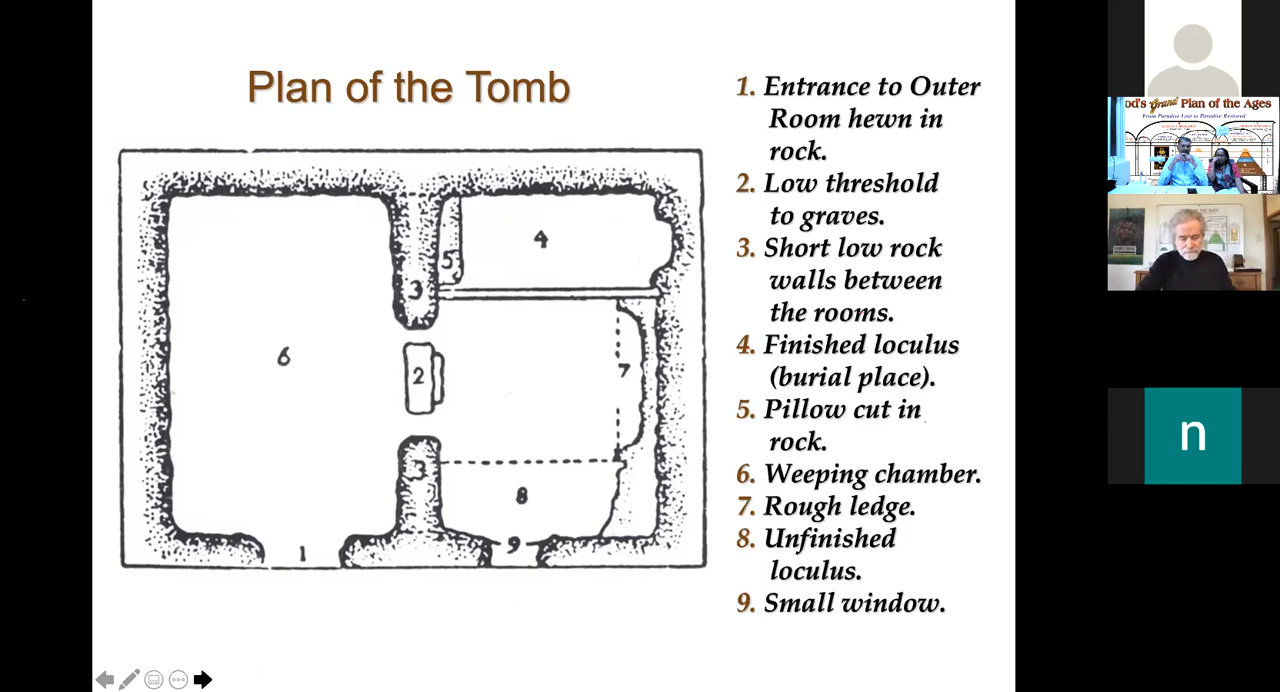 Plan of the Tomb
1. Entrance to Outer
Room hewn in
rock.
2. Low threshold
to graves.
3. Short low rock
walls between
the rooms.
4. Finished loculus
(burial place).
5. Pillow cut in
rock.
6. Weeping chamber.
7. Rough ledge.
8. Unfinished
loculus.
9. Small window.
4
5
3
6
2
7
3
8
9
1
od's Grand Plan of the Ages
From Paradise Lost to Paradise Restored
n